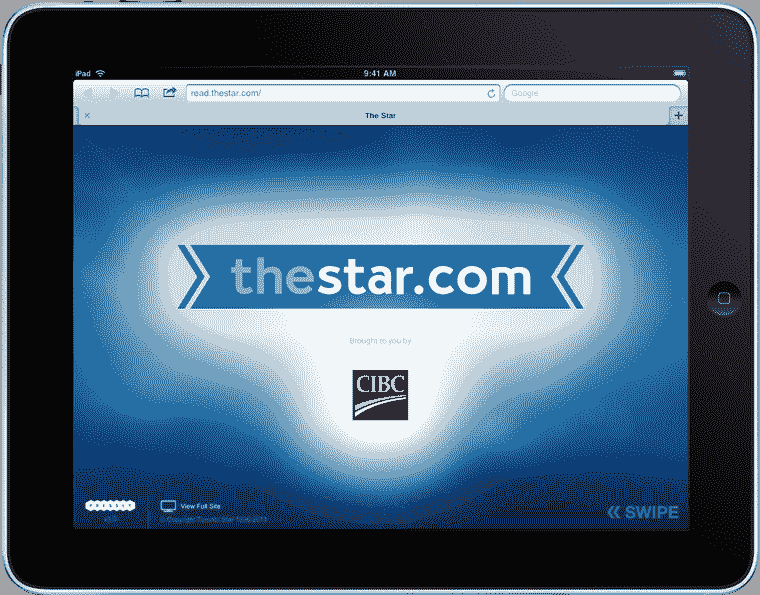 iPad
9:41 AM
read.thestar.com/
Google
The Star
thestar.com
Brought to you by
CIBC
PRESSLY
View Full Site
SWIPE